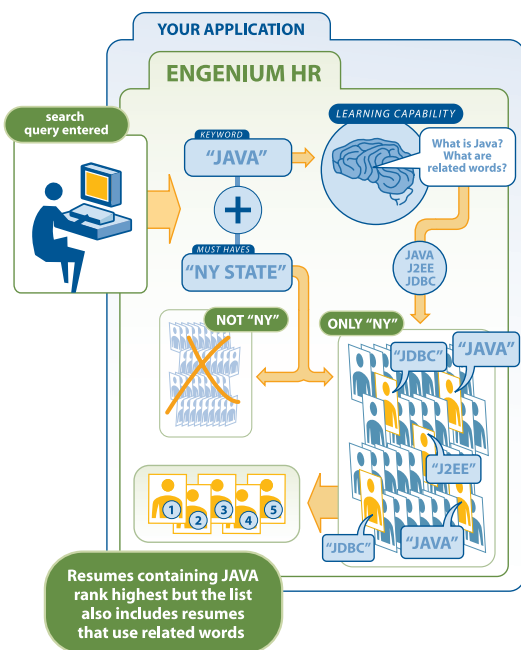 YOUR APPLICATION
ENGENIUM HR
search
query entered
KEYWORD
"JAVA"
+
MUST HAVES
"NY STATE"
LEARNING CAPABILITY
What is Java?
What are
related words?
JAVA
J2EE
JDBC
NOT "NY"
ONLY "NY"
"JDBC"
"JAVA"
"J2EE"
"JDBC"
"JAVA"
1
2
3
4
5
Resumes containing JAVA
rank highest but the list
also includes resumes
that use related words